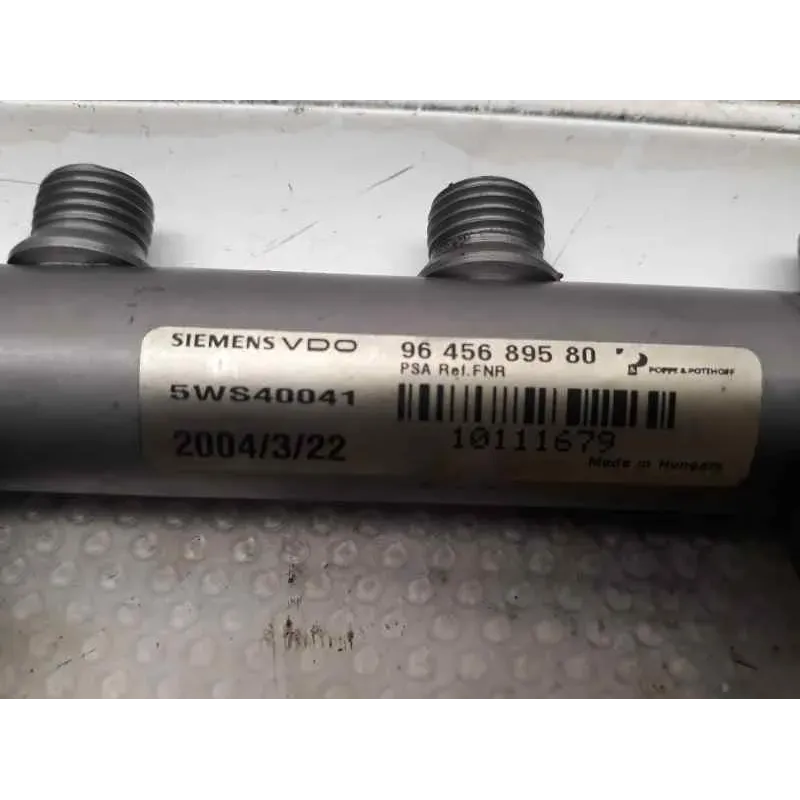 SIEMENS VDO
96 456 895 80
PSA Ref.FNR
POPPE & POTTHOFF
5WS40041
2004/3/22
10111679
Made in Hungary